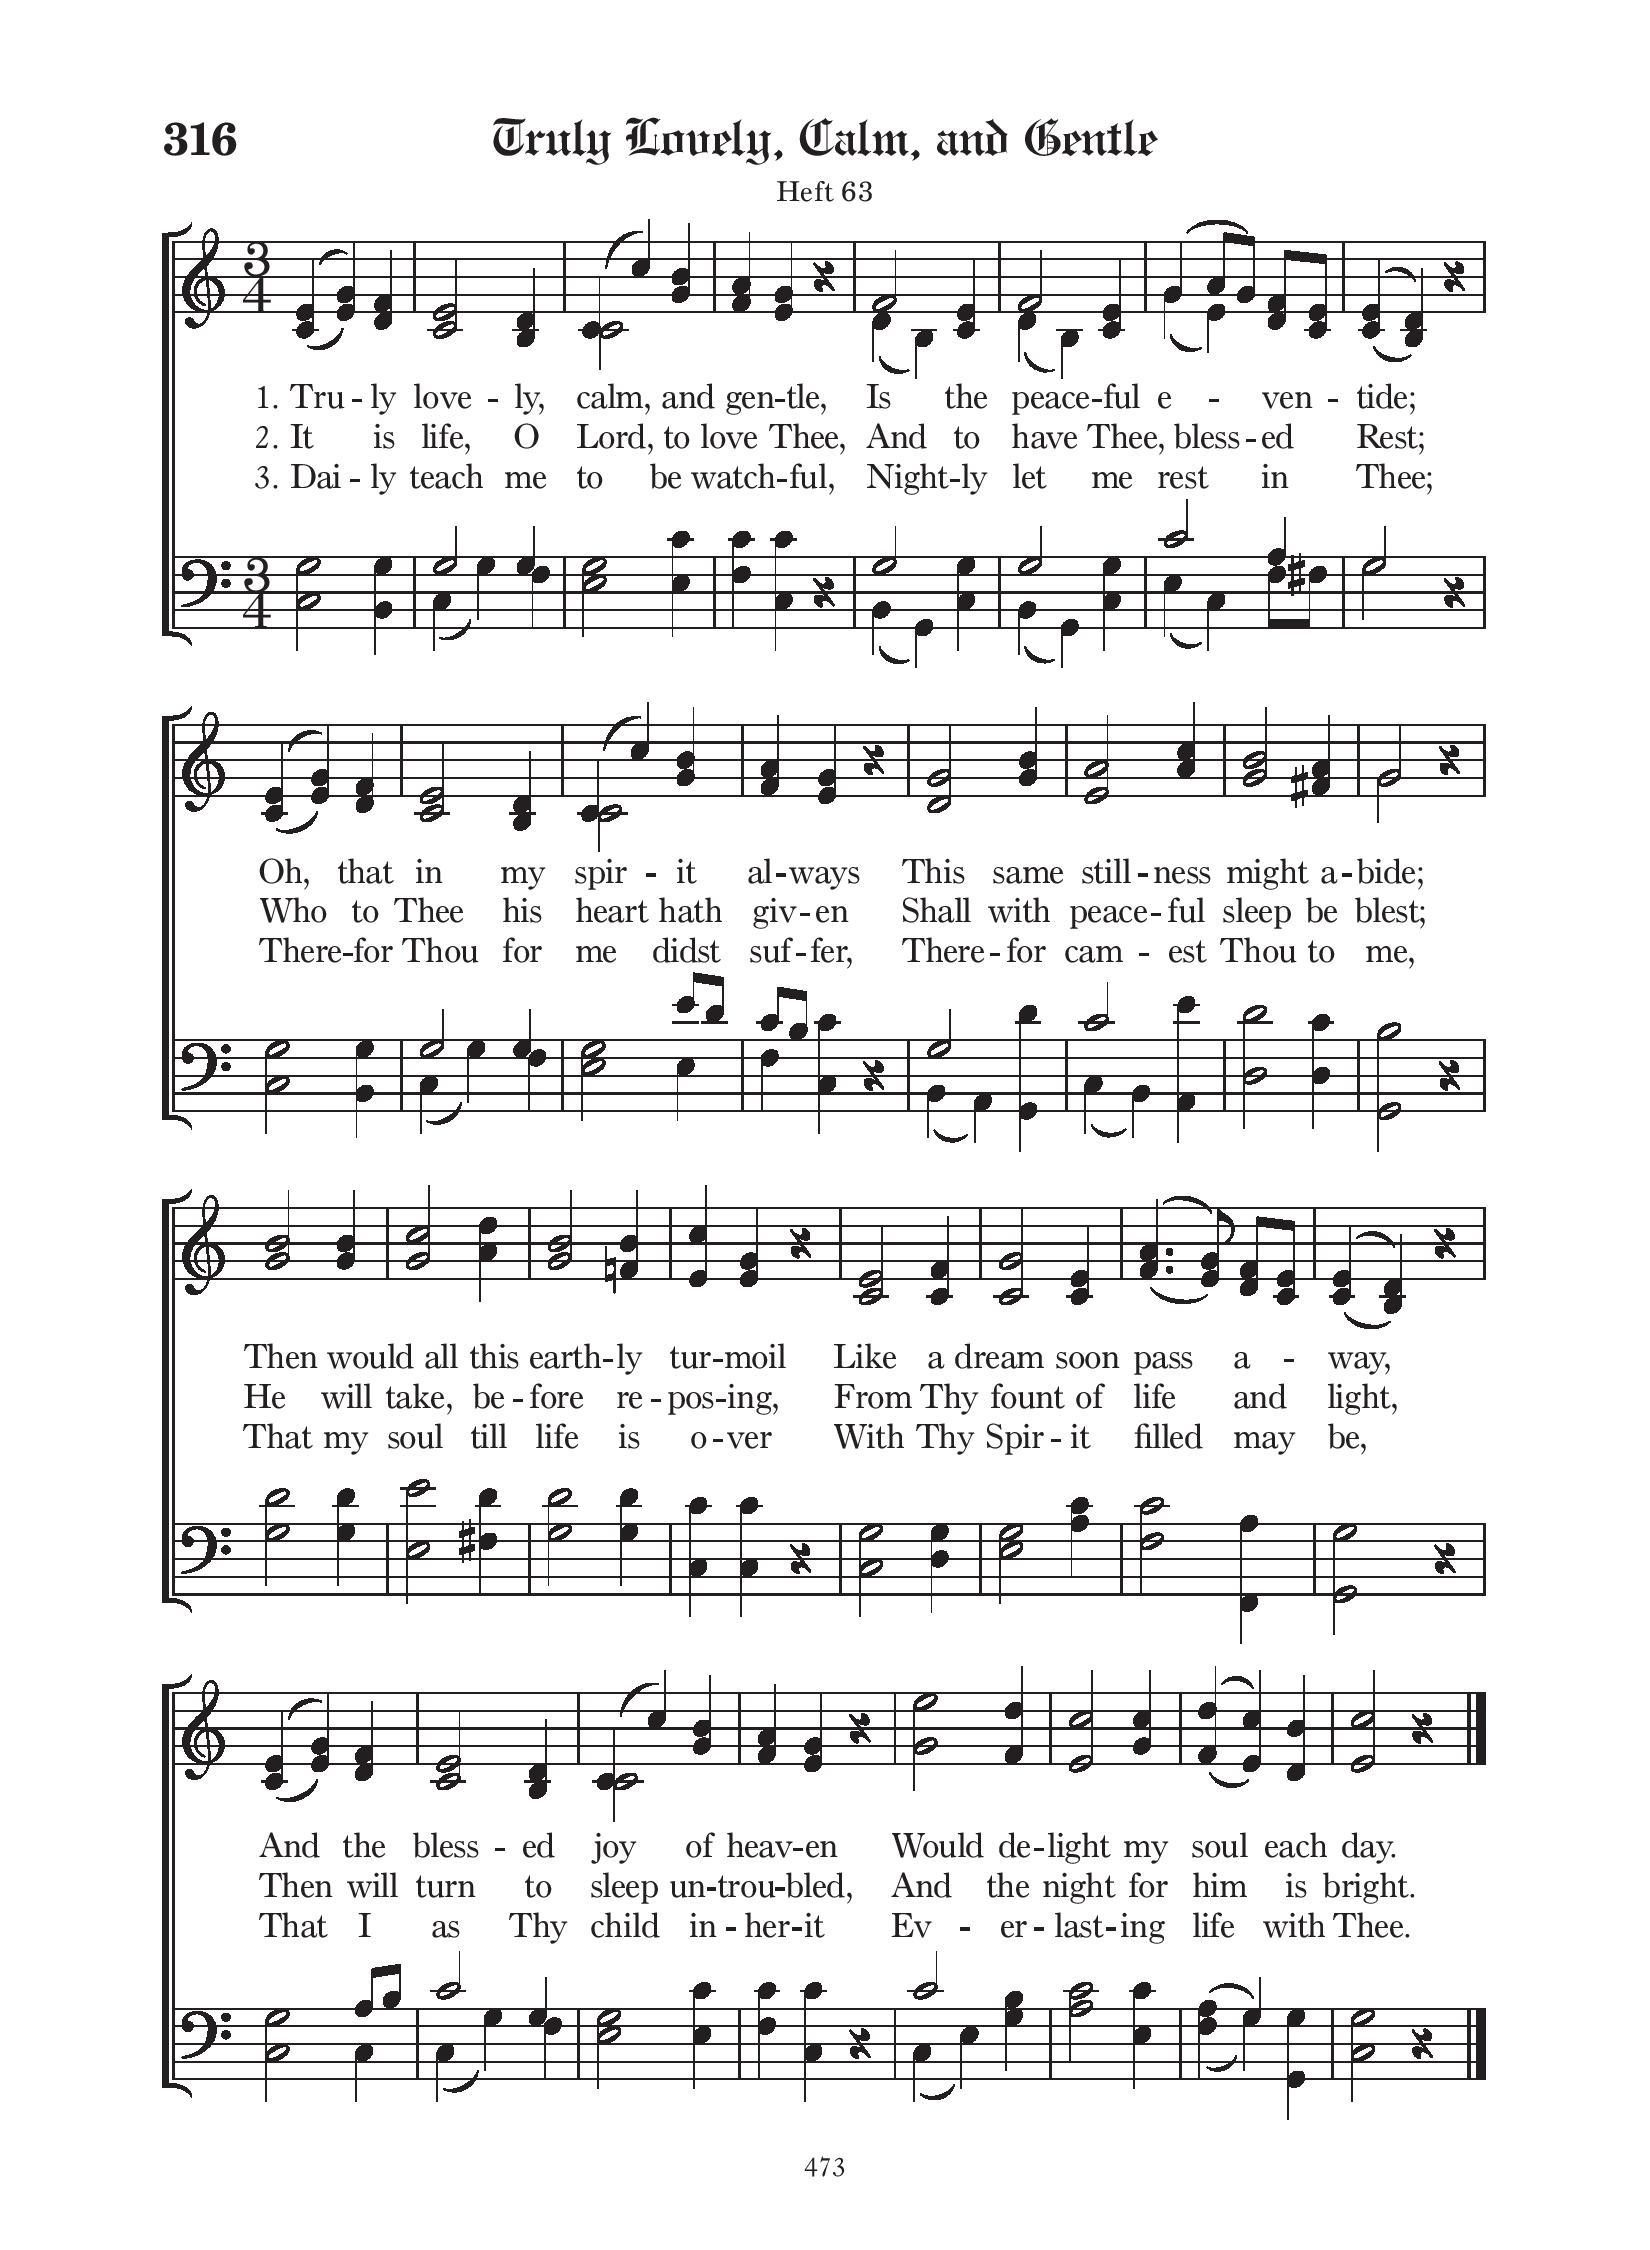 316 Truly Lovely, Calm, and Gentle
Heft 63
3 4
1. Tru - ly love - ly, calm, and gen-tle, Is the peace-ful e - ven - tide;
2. It is life, O Lord, to love Thee, And to have Thee, bless-ed Rest;
3. Dai - ly teach me to be watch-ful, Night-ly let me rest in Thee;
3 4
Oh, that in my spir - it al-ways This same still-ness might a-bide;
Who to Thee his heart hath giv-en Shall with peace-ful sleep be blest;
There-for Thou for me didst suf-fer, There-for cam - est Thou to me,
Then would all this earth-ly tur-moil Like a dream soon pass a - way,
He will take, be-fore re-pos-ing, From Thy fount of life and light,
That my soul till life is o-ver With Thy Spir-it filled may be,
And the bless - ed joy of heav-en Would de-light my soul each day.
Then will turn to sleep un-trou-bled, And the night for him is bright.
That I as Thy child in-her-it Ev - er-last-ing life with Thee.
473